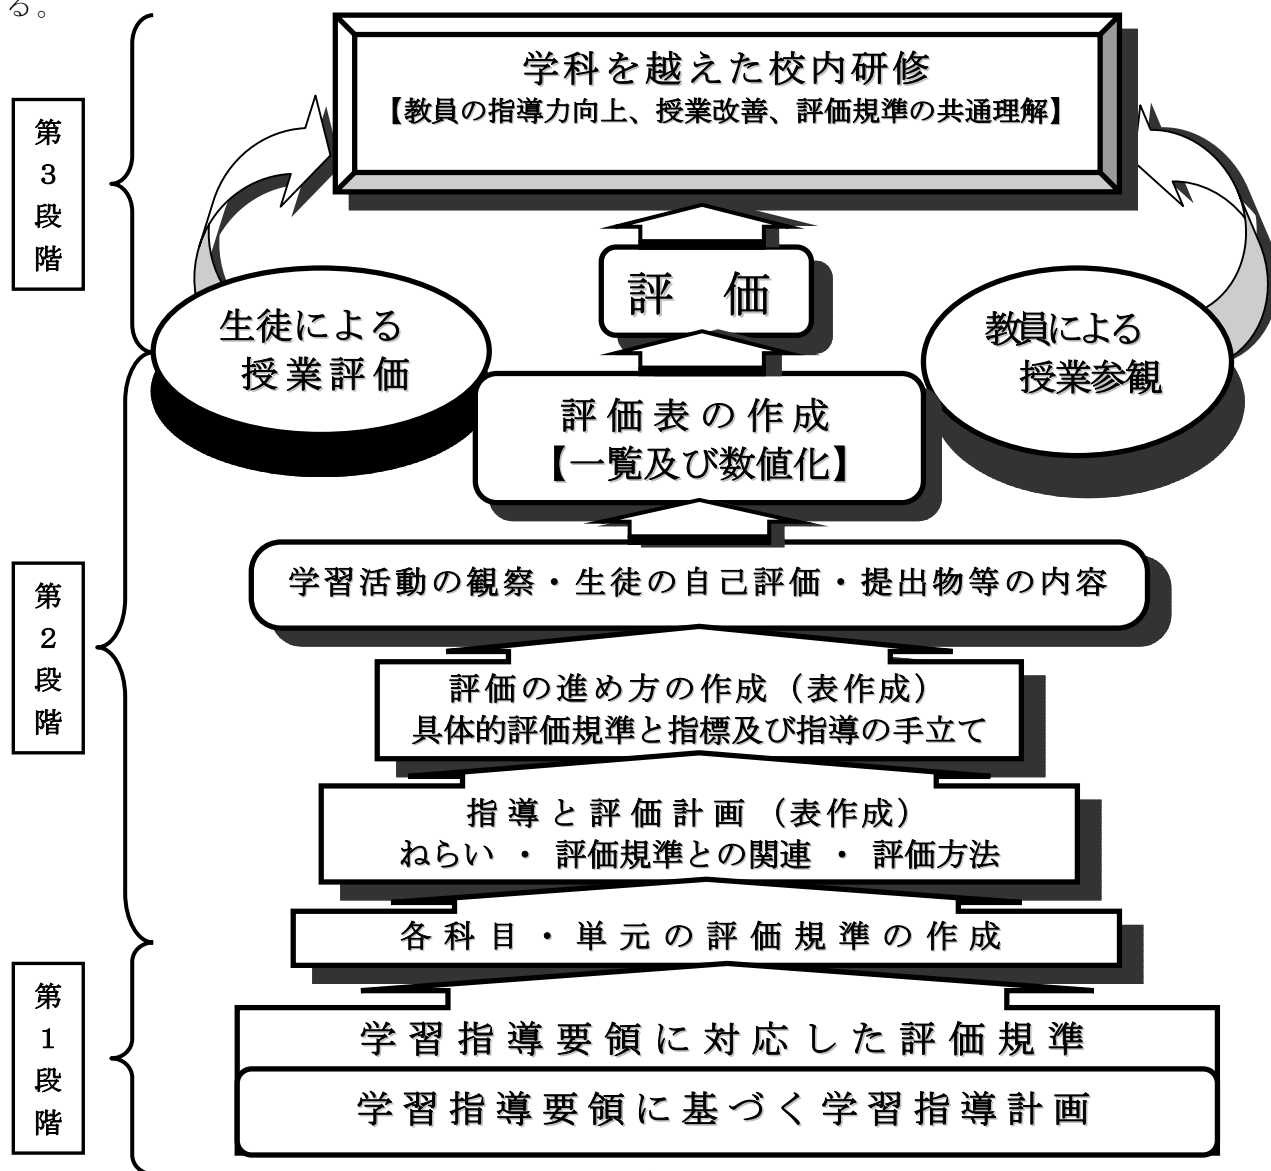 る。
第3段階
学科を越えた校内研修
【教員の指導力向上、授業改善、評価規準の共通理解】
評　価
生徒による
授業評価
教員による
授業参観
評価表の作成
【一覧及び数値化】
第2段階
学習活動の観察・生徒の自己評価・提出物等の内容
評価の進め方の作成（表作成）
具体的評価規準と指標及び指導の手立て
指導と評価計画（表作成）
ねらい ・ 評価規準との関連 ・ 評価方法
各科目・単元の評価規準の作成
第1段階
学習指導要領に対応した評価規準
学習指導要領に基づく学習指導計画